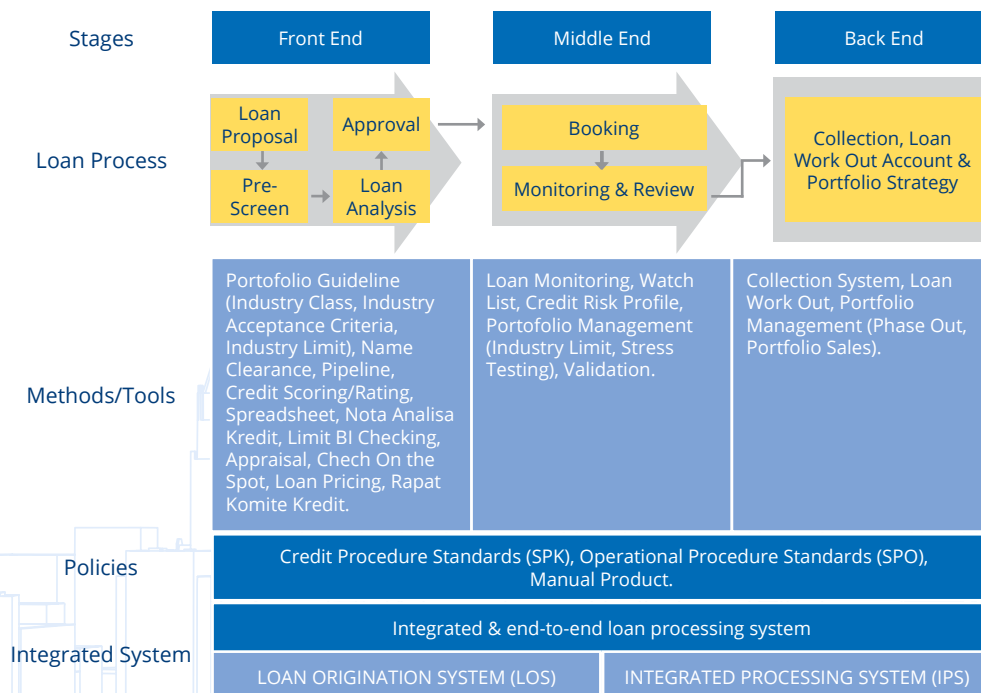 Stages
Front End
Middle End
Back End
Loan Process
Loan
Proposal
Pre-
Screen
Approval
Loan
Analysis
Booking
Monitoring & Review
Collection, Loan
Work Out Account &
Portfolio Strategy
Methods/Tools
Portofolio Guideline
(Industry Class, Industry
Acceptance Criteria,
Industry Limit), Name
Clearance, Pipeline,
Credit Scoring/Rating,
Spreadsheet, Nota Analisa
Kredit, Limit BI Checking,
Appraisal, Chech On the
Spot, Loan Pricing, Rapat
Komite Kredit.
Loan Monitoring, Watch
List, Credit Risk Profile,
Portofolio Management
(Industry Limit, Stress
Testing), Validation.
Collection System, Loan
Work Out, Portfolio
Management (Phase Out,
Portfolio Sales).
Policies
Credit Procedure Standards (SPK), Operational Procedure Standards (SPO),
Manual Product.
Integrated System
Integrated & end-to-end loan processing system
LOAN ORIGINATION SYSTEM (LOS)
INTEGRATED PROCESSING SYSTEM (IPS)